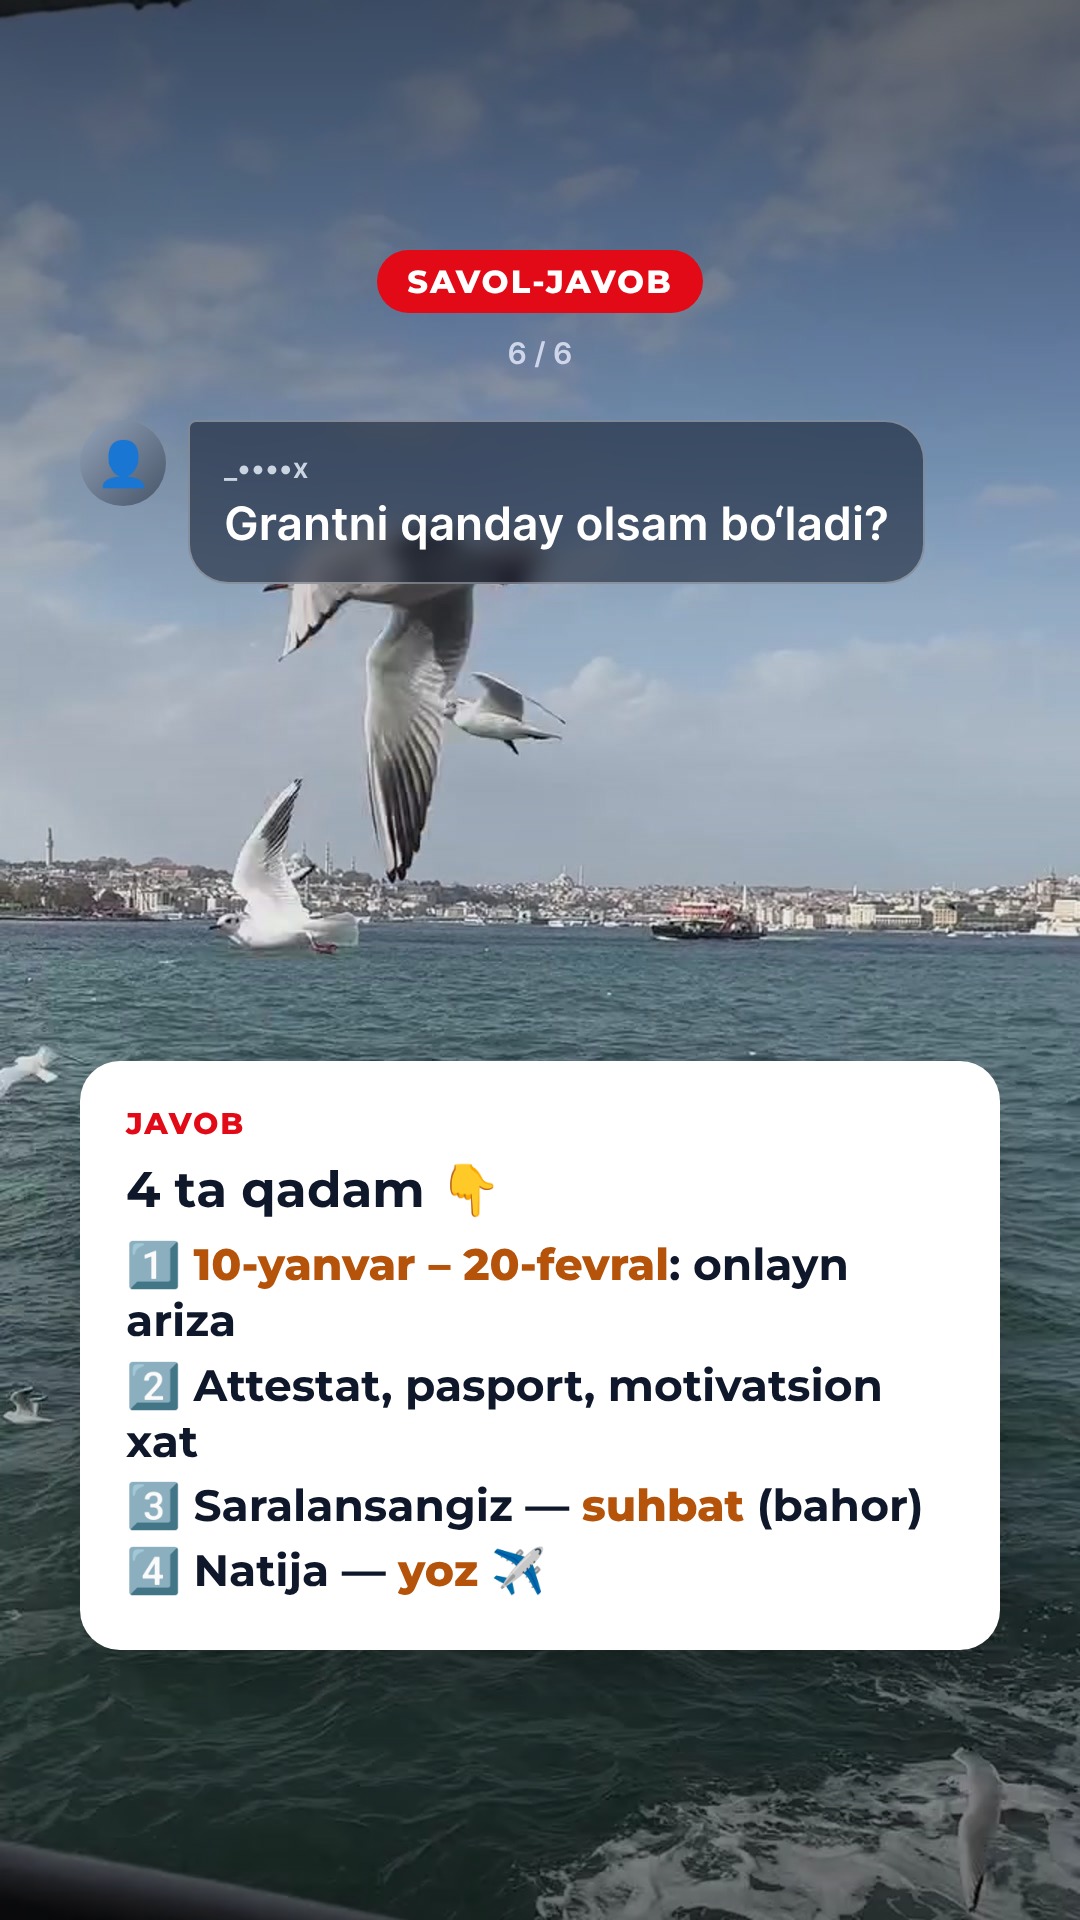 SAVOL-JAVOB
6 / 6
_••••x
Grantni qanday olsam bo‘ladi?
JAVOB
4 ta qadam 👇
1️⃣ 10-yanvar – 20-fevral: onlayn
ariza
2️⃣ Attestat, pasport, motivatsion
xat
3️⃣ Saralansangiz — suhbat (bahor)
4️⃣ Natija — yoz ✈️